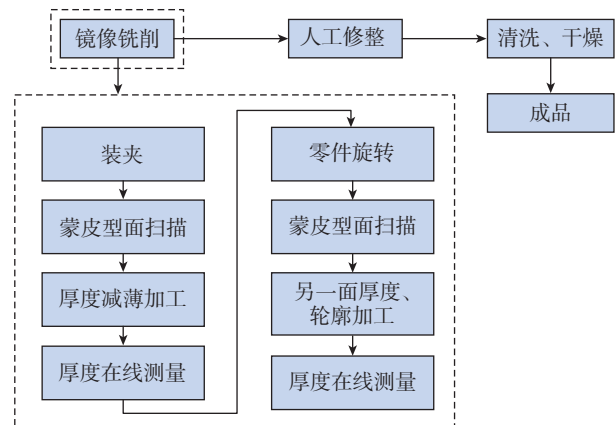 镜像铣削
人工修整
清洗、干燥
成品
装夹
蒙皮型面扫描
厚度减薄加工
厚度在线测量
零件旋转
蒙皮型面扫描
另一面厚度、
轮廓加工
厚度在线测量